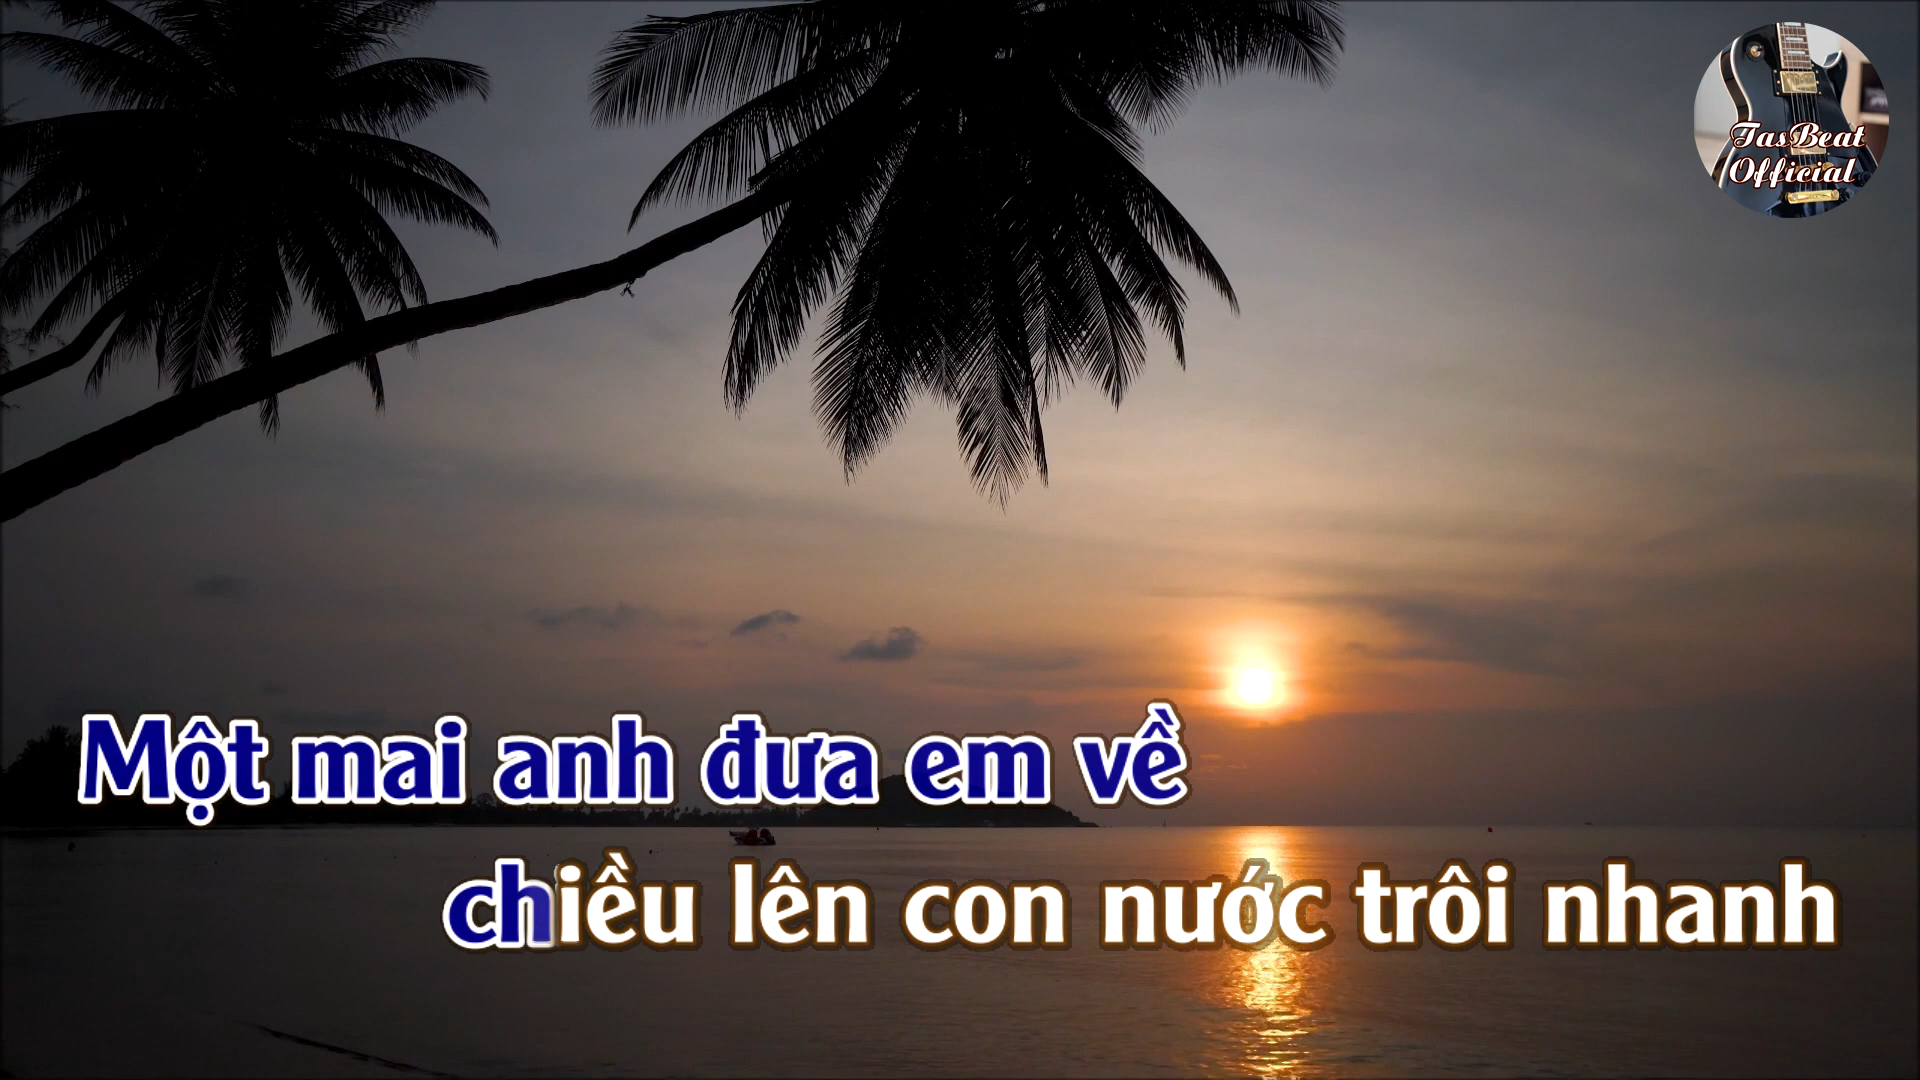 TasBeat
Official
Một mai anh đưa em về
chiều lên con nước trôi nhanh